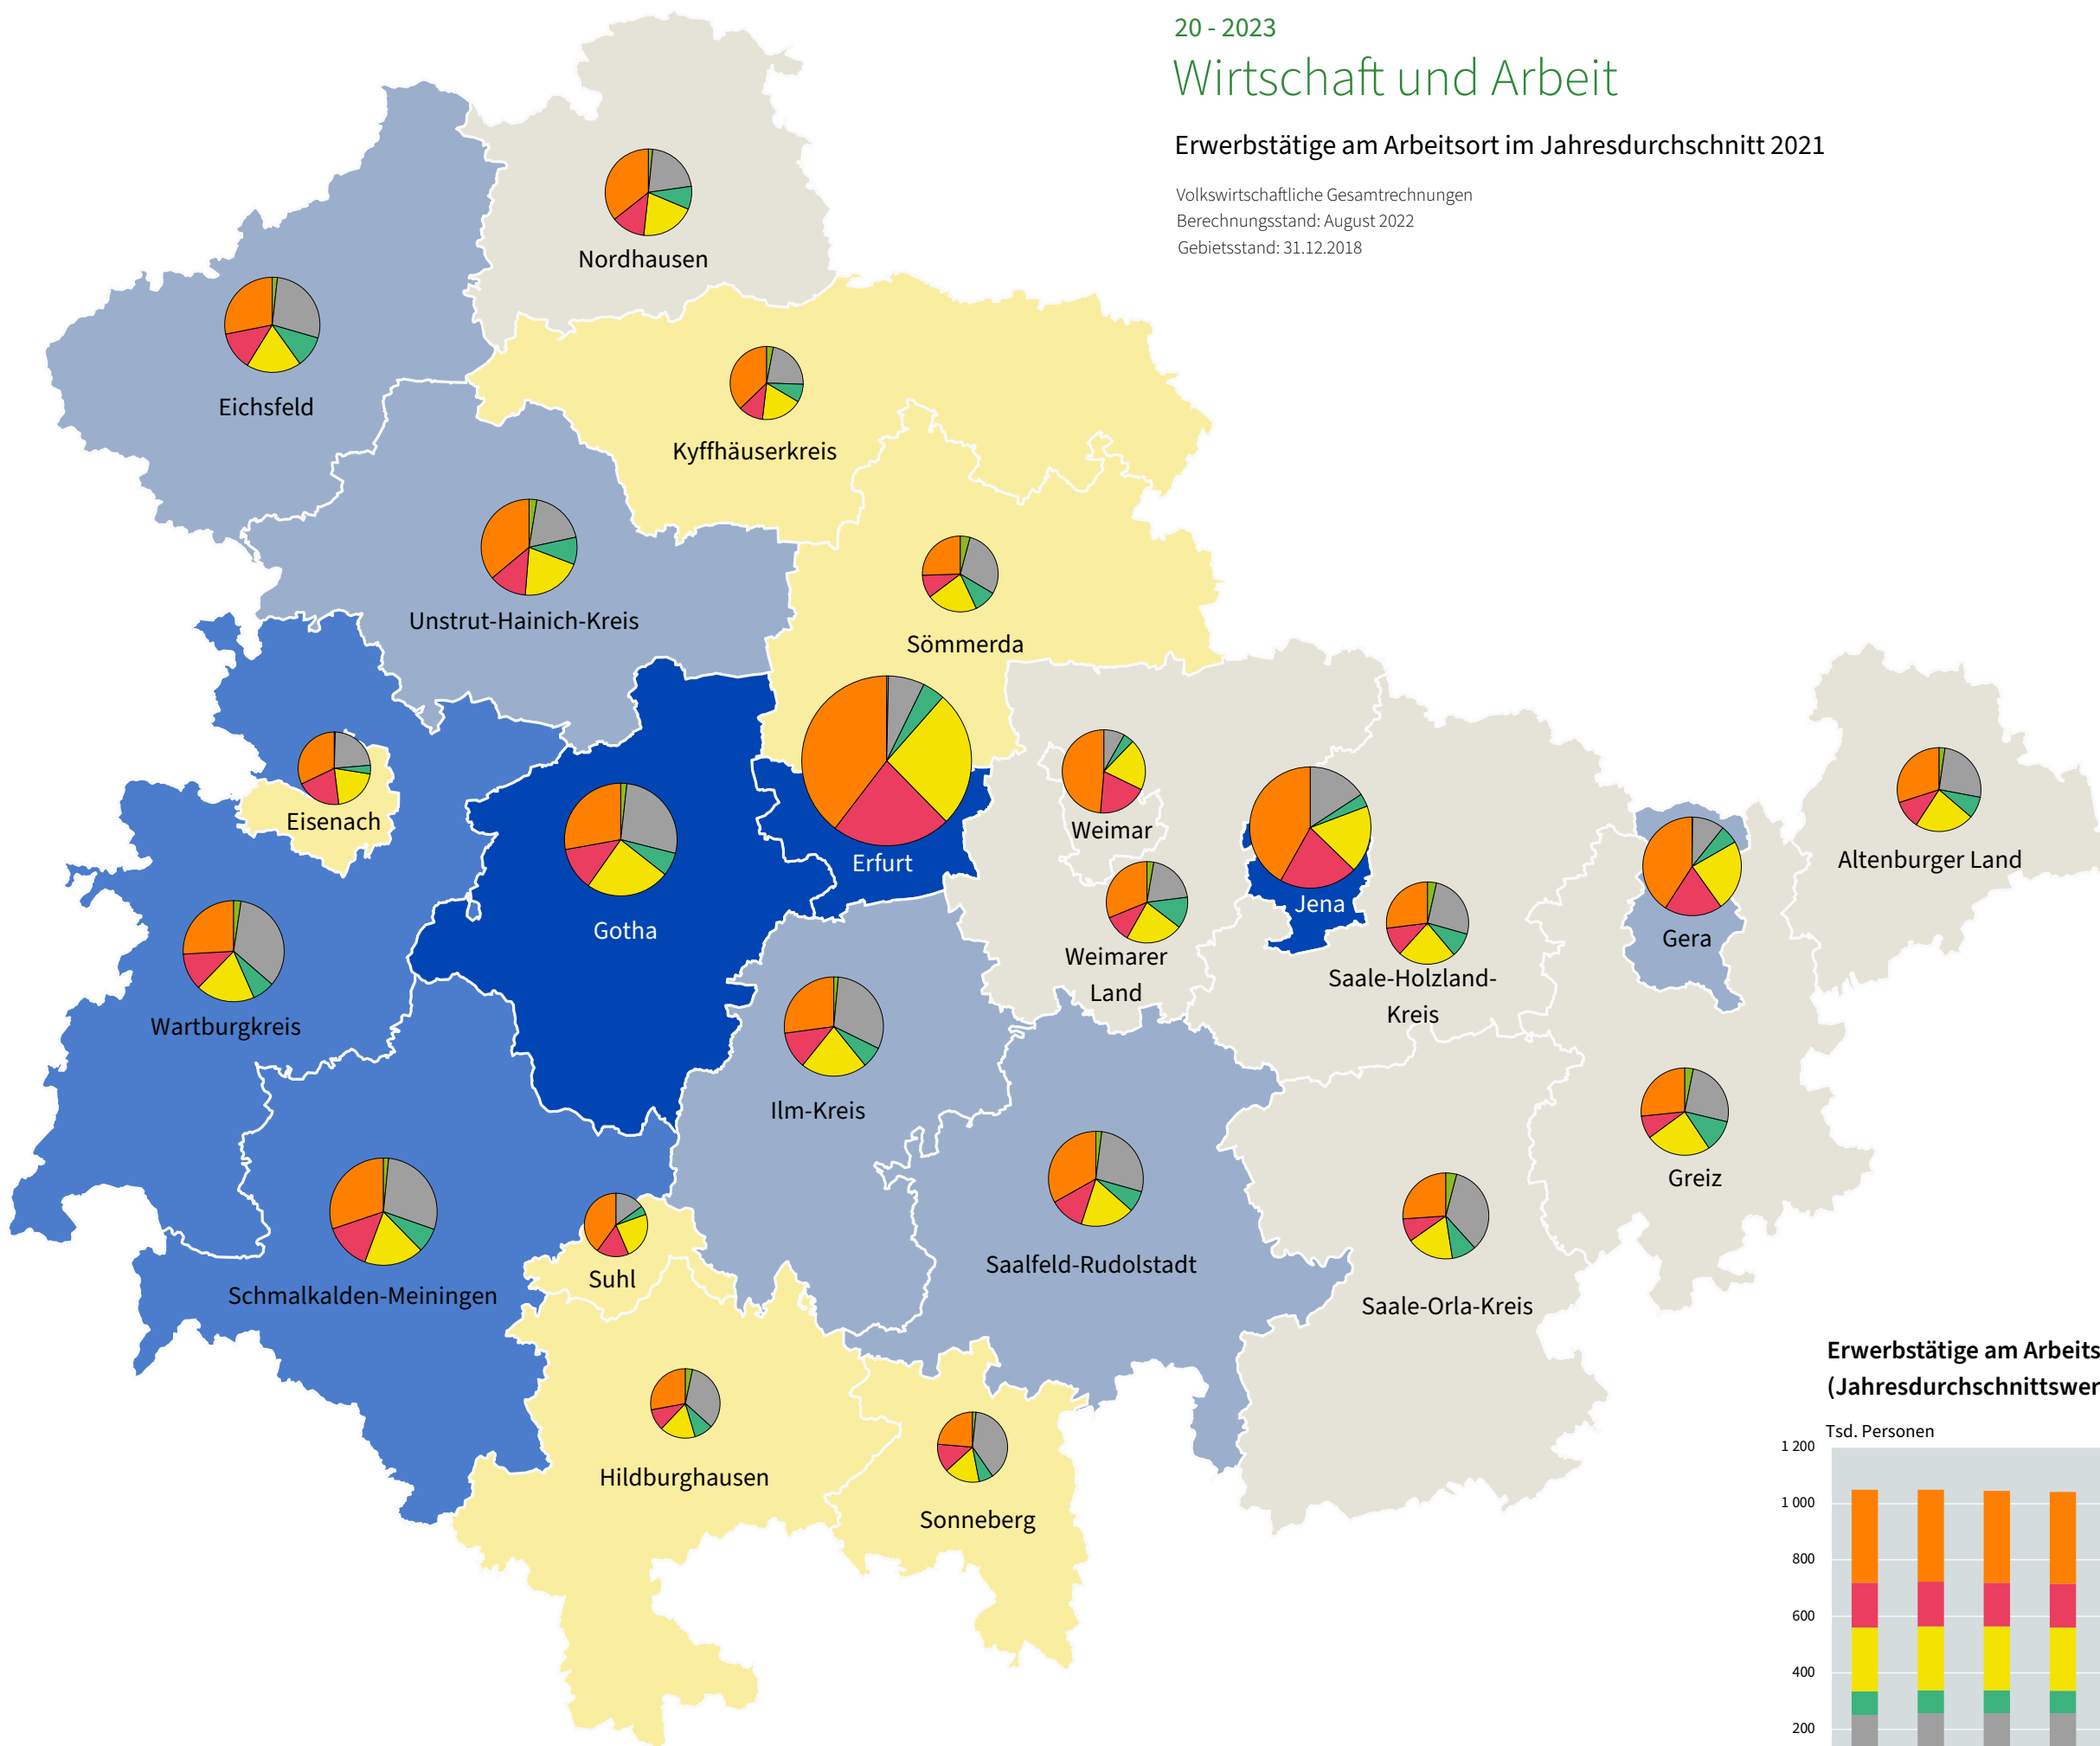 20 - 2023
Wirtschaft und Arbeit
Erwerbstätige am Arbeitsort im Jahresdurchschnitt 2021
Volkswirtschaftliche Gesamtrechnungen
Berechnungsstand: August 2022
Gebietsstand: 31.12.2018
Nordhausen
Eichsfeld
Kyffhäuserkreis
Unstrut-Hainich-Kreis
Sömmerda
Eisenach
Weimar
Erfurt
Altenburger Land
Jena
Gotha
Gera
Weimarer
Land
Saale-Holzland-
Kreis
Wartburgkreis
Ilm-Kreis
Greiz
Saalfeld-Rudolstadt
Suhl
Schmalkalden-Meiningen
Saale-Orla-Kreis
Hildburghausen
Sonneberg
Erwerbstätige am Arbeits
(Jahresdurchschnittswer
Tsd. Personen
1 200
1 000
800
600
400
200